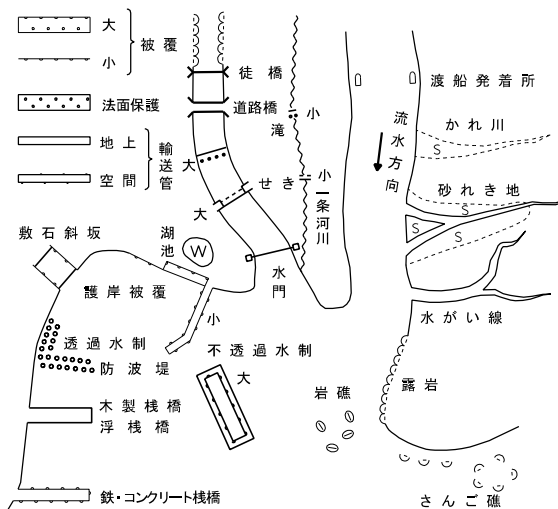 大
小
被覆
法面保護
地上
空間
輸送管
徒橋
道路橋
大
滝
小
せき
大
小
一条河川
水門
湖池
W
敷石斜坂
護岸被覆
小
透過水制
防波堤
不透過水制
大
木製桟橋
浮桟橋
鉄・コンクリート桟橋
渡船発着所
流水方向
かれ川
S
砂れき地
S
S
S
水がい線
露岩
岩礁
さんご礁